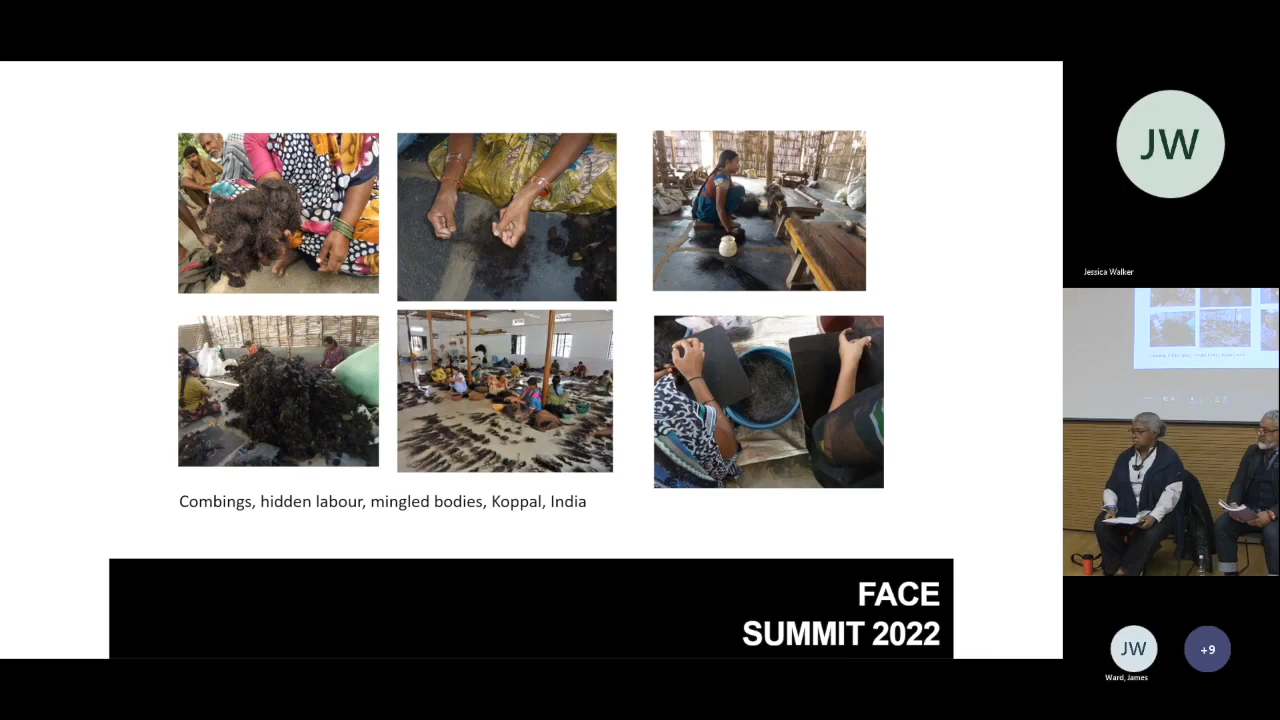 Combings, hidden labour, mingled bodies, Koppal, India
FACE
SUMMIT 2022
JW
Jessica Walker
JW
+9
Ward, James